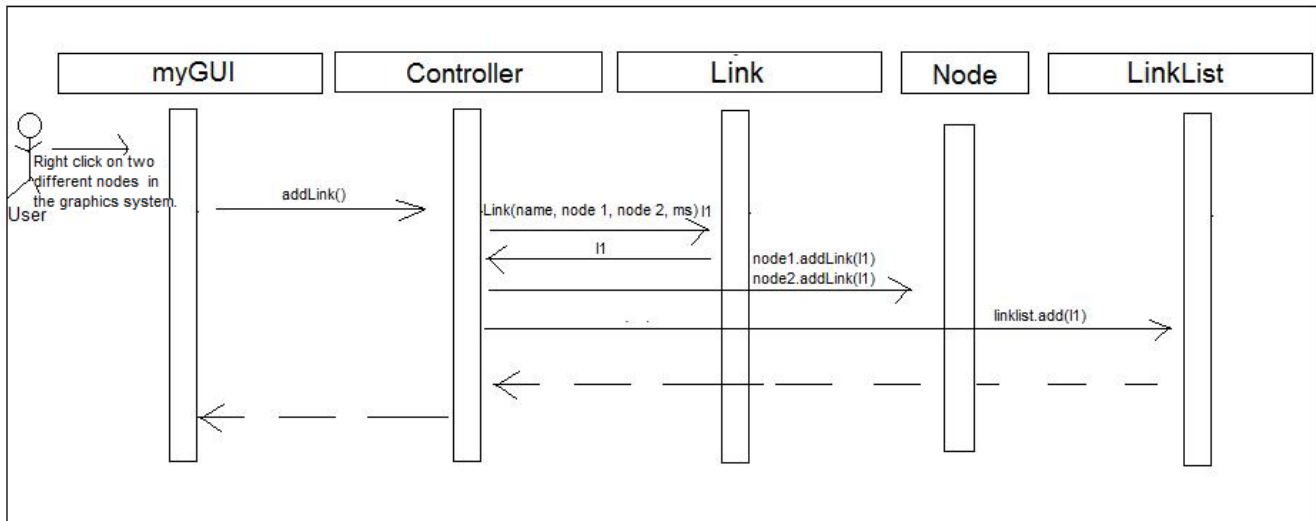 myGUI
Controller
Link
Node
LinkList
Right click on two
different nodes in
the graphics system.
User
addLink()
Link(name, node 1, node 2, ms) l1
l1
node1.addLink(l1)
node2.addLink(l1)
linklist.add(l1)